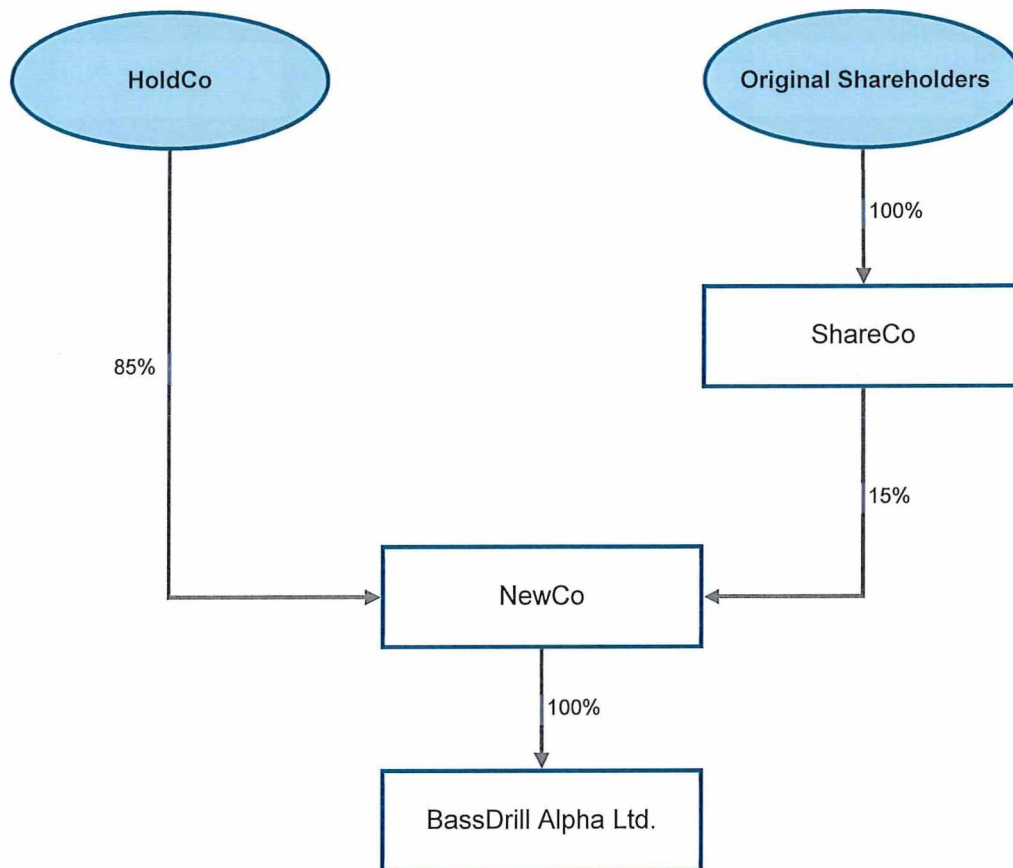 HoldCo
Original Shareholders
100%
ShareCo
85%
15%
NewCo
100%
BassDrill Alpha Ltd.